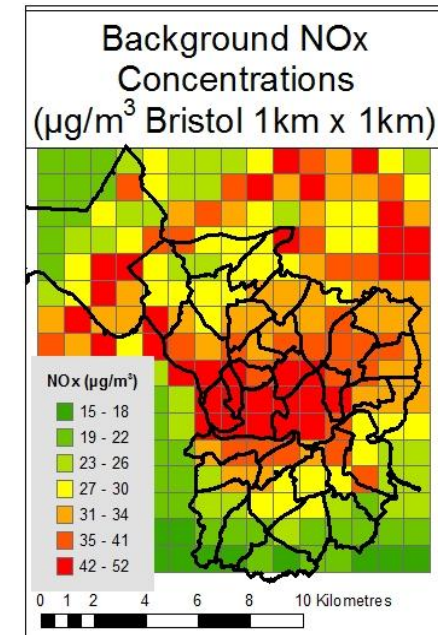 Background NOx
Concentrations
(µg/m³ Bristol 1km x 1km)
NOx (µg/m³)
15 - 18
19 - 22
23 - 26
27 - 30
31 - 34
35 - 41
42 - 52
0 1 2 4 6 8 10 Kilometres